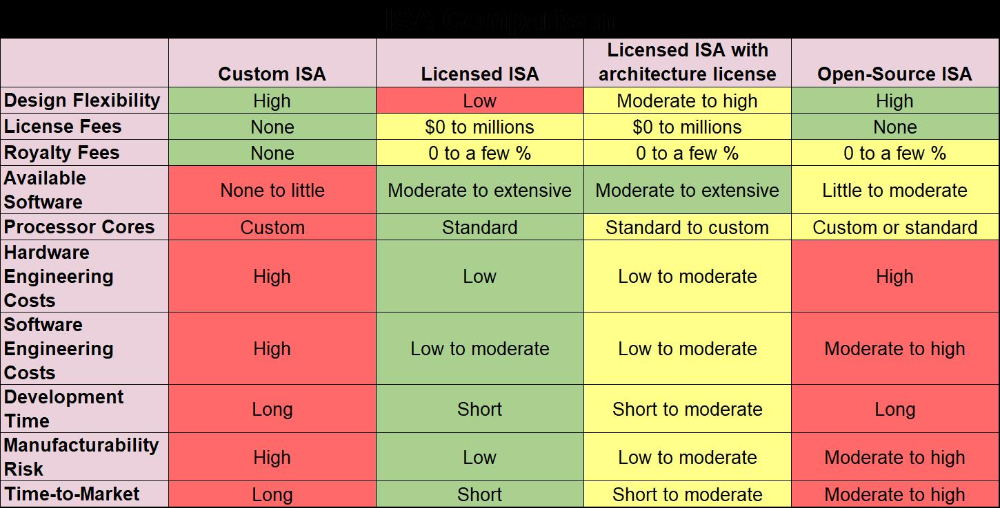 ISA Comparison
Custom ISA
Licensed ISA
Licensed ISA with
architecture license
Open-Source ISA
Design Flexibility High Low Moderate to high High
License Fees None $0 to millions $0 to millions None
Royalty Fees None 0 to a few % 0 to a few % 0 to a few %
Available
Software
None to little Moderate to extensive Moderate to extensive Little to moderate
Processor Cores Custom Standard Standard to custom Custom or standard
Hardware
Engineering
Costs
High Low Low to moderate High
Software
Engineering
Costs
High Low to moderate Low to moderate Moderate to high
Development
Time
Long Short Short to moderate Long
Manufacturability
Risk
High Low Low to moderate Moderate to high
Time-to-Market Long Short Short to moderate Moderate to high